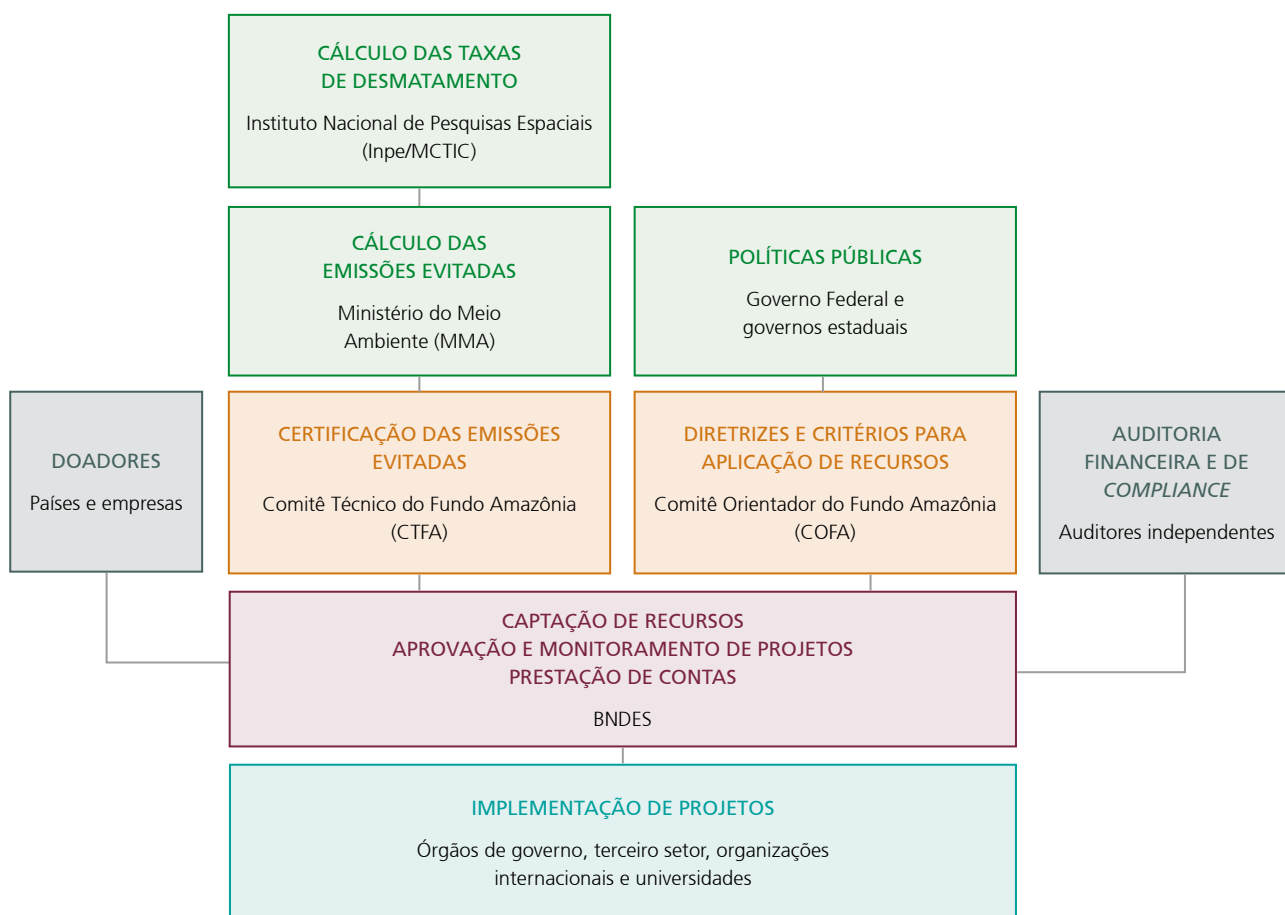 CÁLCULO DAS TAXAS
DE DESMATAMENTO
Instituto Nacional de Pesquisas Espaciais
(Inpe/MCTIC)
CÁLCULO DAS
EMISSÕES EVITADAS
Ministério do Meio
Ambiente (MMA)
POLÍTICAS PÚBLICAS
Governo Federal e
governos estaduais
DOADORES
Países e empresas
CERTIFICAÇÃO DAS EMISSÕES
EVITADAS
Comitê Técnico do Fundo Amazônia
(CTFA)
DIRETRIZES E CRITÉRIOS PARA
APLICAÇÃO DE RECURSOS
Comitê Orientador do Fundo Amazônia
(COFA)
AUDITORIA
FINANCEIRA E DE
COMPLIANCE
Auditores independentes
CAPTAÇÃO DE RECURSOS
APROVAÇÃO E MONITORAMENTO DE PROJETOS
PRESTAÇÃO DE CONTAS
BNDES
IMPLEMENTAÇÃO DE PROJETOS
Órgãos de governo, terceiro setor, organizações
internacionais e universidades